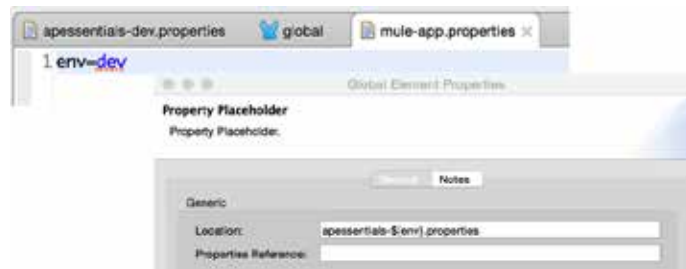 apessentials-dev.properties global mule-app.properties
1 env=dev
Global Element Properties
Property Placeholder
Property Placeholder.
General Notes
Generic
Location: apessentials-${env}.properties
Properties Reference: